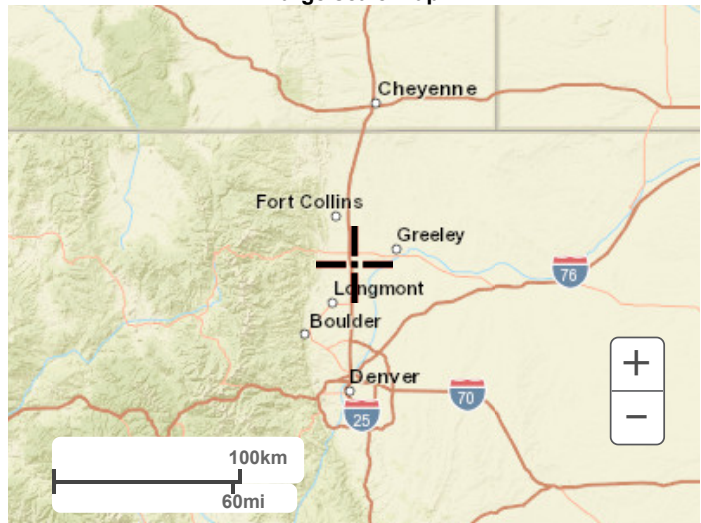 Cheyenne
Fort Collins
Greeley
76
Longmont
Boulder
+
Denver
70
−
25
100km
60mi